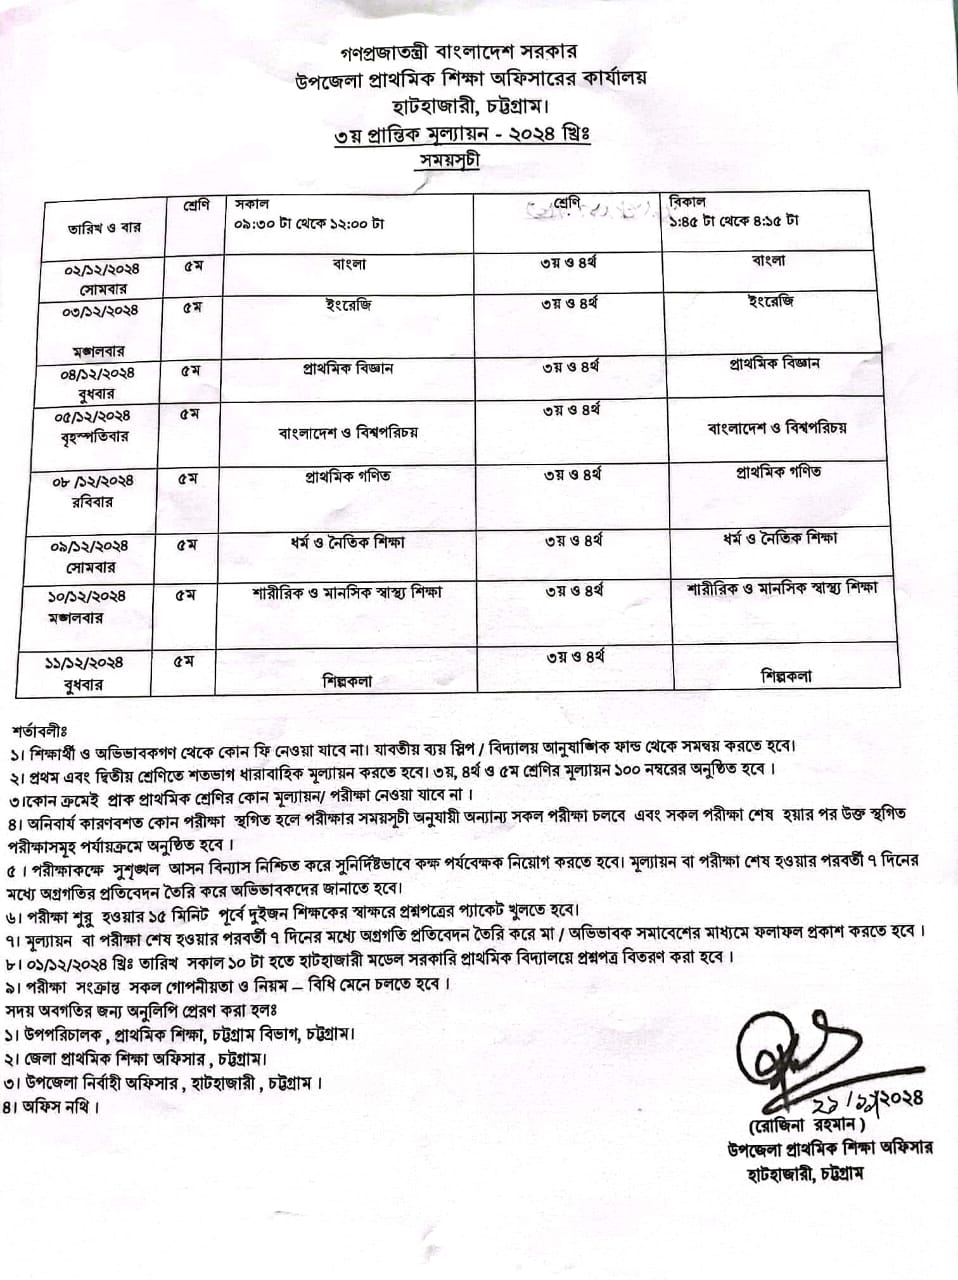 গণপ্রজাতন্ত্রী বাংলাদেশ সরকার
উপজেলা প্রাথমিক শিক্ষা অফিসারের কার্যালয়
হাটহাজারী, চট্টগ্রাম।
৩য় প্রান্তিক মূল্যায়ন - ২০২৪ খ্রিঃ
সময়সূচী
তারিখ ও বার শ্রেণি সকাল ০৯:৩০ টা থেকে ১২:০০ টা শ্রেণি বিকাল ১:৪৫ টা থেকে ৪:১৫ টা
০২/১২/২০২৪ ৫ম বাংলা ৩য় ও ৪র্থ বাংলা
সোমবার
০৩/১২/২০২৪ ৫ম ইংরেজি ৩য় ও ৪র্থ ইংরেজি
মঙ্গলবার
০৪/১২/২০২৪ ৫ম প্রাথমিক বিজ্ঞান ৩য় ও ৪র্থ প্রাথমিক বিজ্ঞান
বুধবার
০৫/১২/২০২৪ ৫ম বাংলাদেশ ও বিশ্বপরিচয় ৩য় ও ৪র্থ বাংলাদেশ ও বিশ্বপরিচয়
বৃহস্পতিবার
০৮ /১২/২০২৪ ৫ম প্রাথমিক গণিত ৩য় ও ৪র্থ প্রাথমিক গণিত
রবিবার
০৯/১২/২০২৪ ৫ম ধর্ম ও নৈতিক শিক্ষা ৩য় ও ৪র্থ ধর্ম ও নৈতিক শিক্ষা
সোমবার
১০/১২/২০২৪ ৫ম শারীরিক ও মানসিক স্বাস্থ্য শিক্ষা ৩য় ও ৪র্থ শারীরিক ও মানসিক স্বাস্থ্য শিক্ষা
মঙ্গলবার
১১/১২/২০২৪ ৫ম শিল্পকলা ৩য় ও ৪র্থ শিল্পকলা
বুধবার
শর্তাবলীঃ
১। শিক্ষার্থী ও অভিভাবকগণ থেকে কোন ফি নেওয়া যাবে না। যাবতীয় ব্যয় স্লিপ / বিদ্যালয় আনুষাঙ্গিক ফান্ড থেকে সমন্বয় করতে হবে।
২। প্রথম এবং দ্বিতীয় শ্রেণিতে শতভাগ ধারাবাহিক মূল্যায়ন করতে হবে। ৩য়, ৪র্থ ও ৫ম শ্রেণির মূল্যায়ন ১০০ নম্বরের অনুষ্ঠিত হবে ।
৩।কোন ক্রমেই প্রাক প্রাথমিক শ্রেণির কোন মূল্যায়ন/ পরীক্ষা নেওয়া যাবে না ।
৪। অনিবার্য কারণবশত কোন পরীক্ষা স্থগিত হলে পরীক্ষার সময়সূচী অনুযায়ী অন্যান্য সকল পরীক্ষা চলবে এবং সকল পরীক্ষা শেষ হয়ার পর উক্ত স্থগিত
পরীক্ষাসমূহ পর্যায়ক্রমে অনুষ্ঠিত হবে ।
৫ । পরীক্ষাকক্ষে সুশৃঙ্খল আসন বিন্যাস নিশ্চিত করে সুনির্দিষ্টভাবে কক্ষ পর্যবেক্ষক নিয়োগ করতে হবে। মূল্যায়ন বা পরীক্ষা শেষ হওয়ার পরবর্তী ৭ দিনের
মধ্যে অগ্রগতির প্রতিবেদন তৈরি করে অভিভাবকদের জানাতে হবে।
৬। পরীক্ষা শুরু হওয়ার ১৫ মিনিট পূর্বে দুইজন শিক্ষকের স্বাক্ষরে প্রশ্নপত্রের প্যাকেট খুলতে হবে।
৭। মূল্যায়ন বা পরীক্ষা শেষ হওয়ার পরবর্তী ৭ দিনের মধ্যে অগ্রগতি প্রতিবেদন তৈরি করে মা / অভিভাবক সমাবেশের মাধ্যমে ফলাফল প্রকাশ করতে হবে ।
৮। ০১/১২/২০২৪ খ্রিঃ তারিখ সকাল ১০ টা হতে হাটহাজারী মডেল সরকারি প্রাথমিক বিদ্যালয়ে প্রশ্নপত্র বিতরণ করা হবে ।
৯। পরীক্ষা সংক্রান্ত সকল গোপনীয়তা ও নিয়ম – বিধি মেনে চলতে হবে ।
সদয় অবগতির জন্য অনুলিপি প্রেরণ করা হলঃ
১। উপপরিচালক , প্রাথমিক শিক্ষা, চট্টগ্রাম বিভাগ, চট্টগ্রাম।
২। জেলা প্রাথমিক শিক্ষা অফিসার , চট্টগ্রাম।
৩। উপজেলা নির্বাহী অফিসার , হাটহাজারী , চট্টগ্রাম ।
৪। অফিস নথি ।
২১/১১/২০২৪
(রোজিনা রহমান )
উপজেলা প্রাথমিক শিক্ষা অফিসার
হাটহাজারী, চট্টগ্রাম